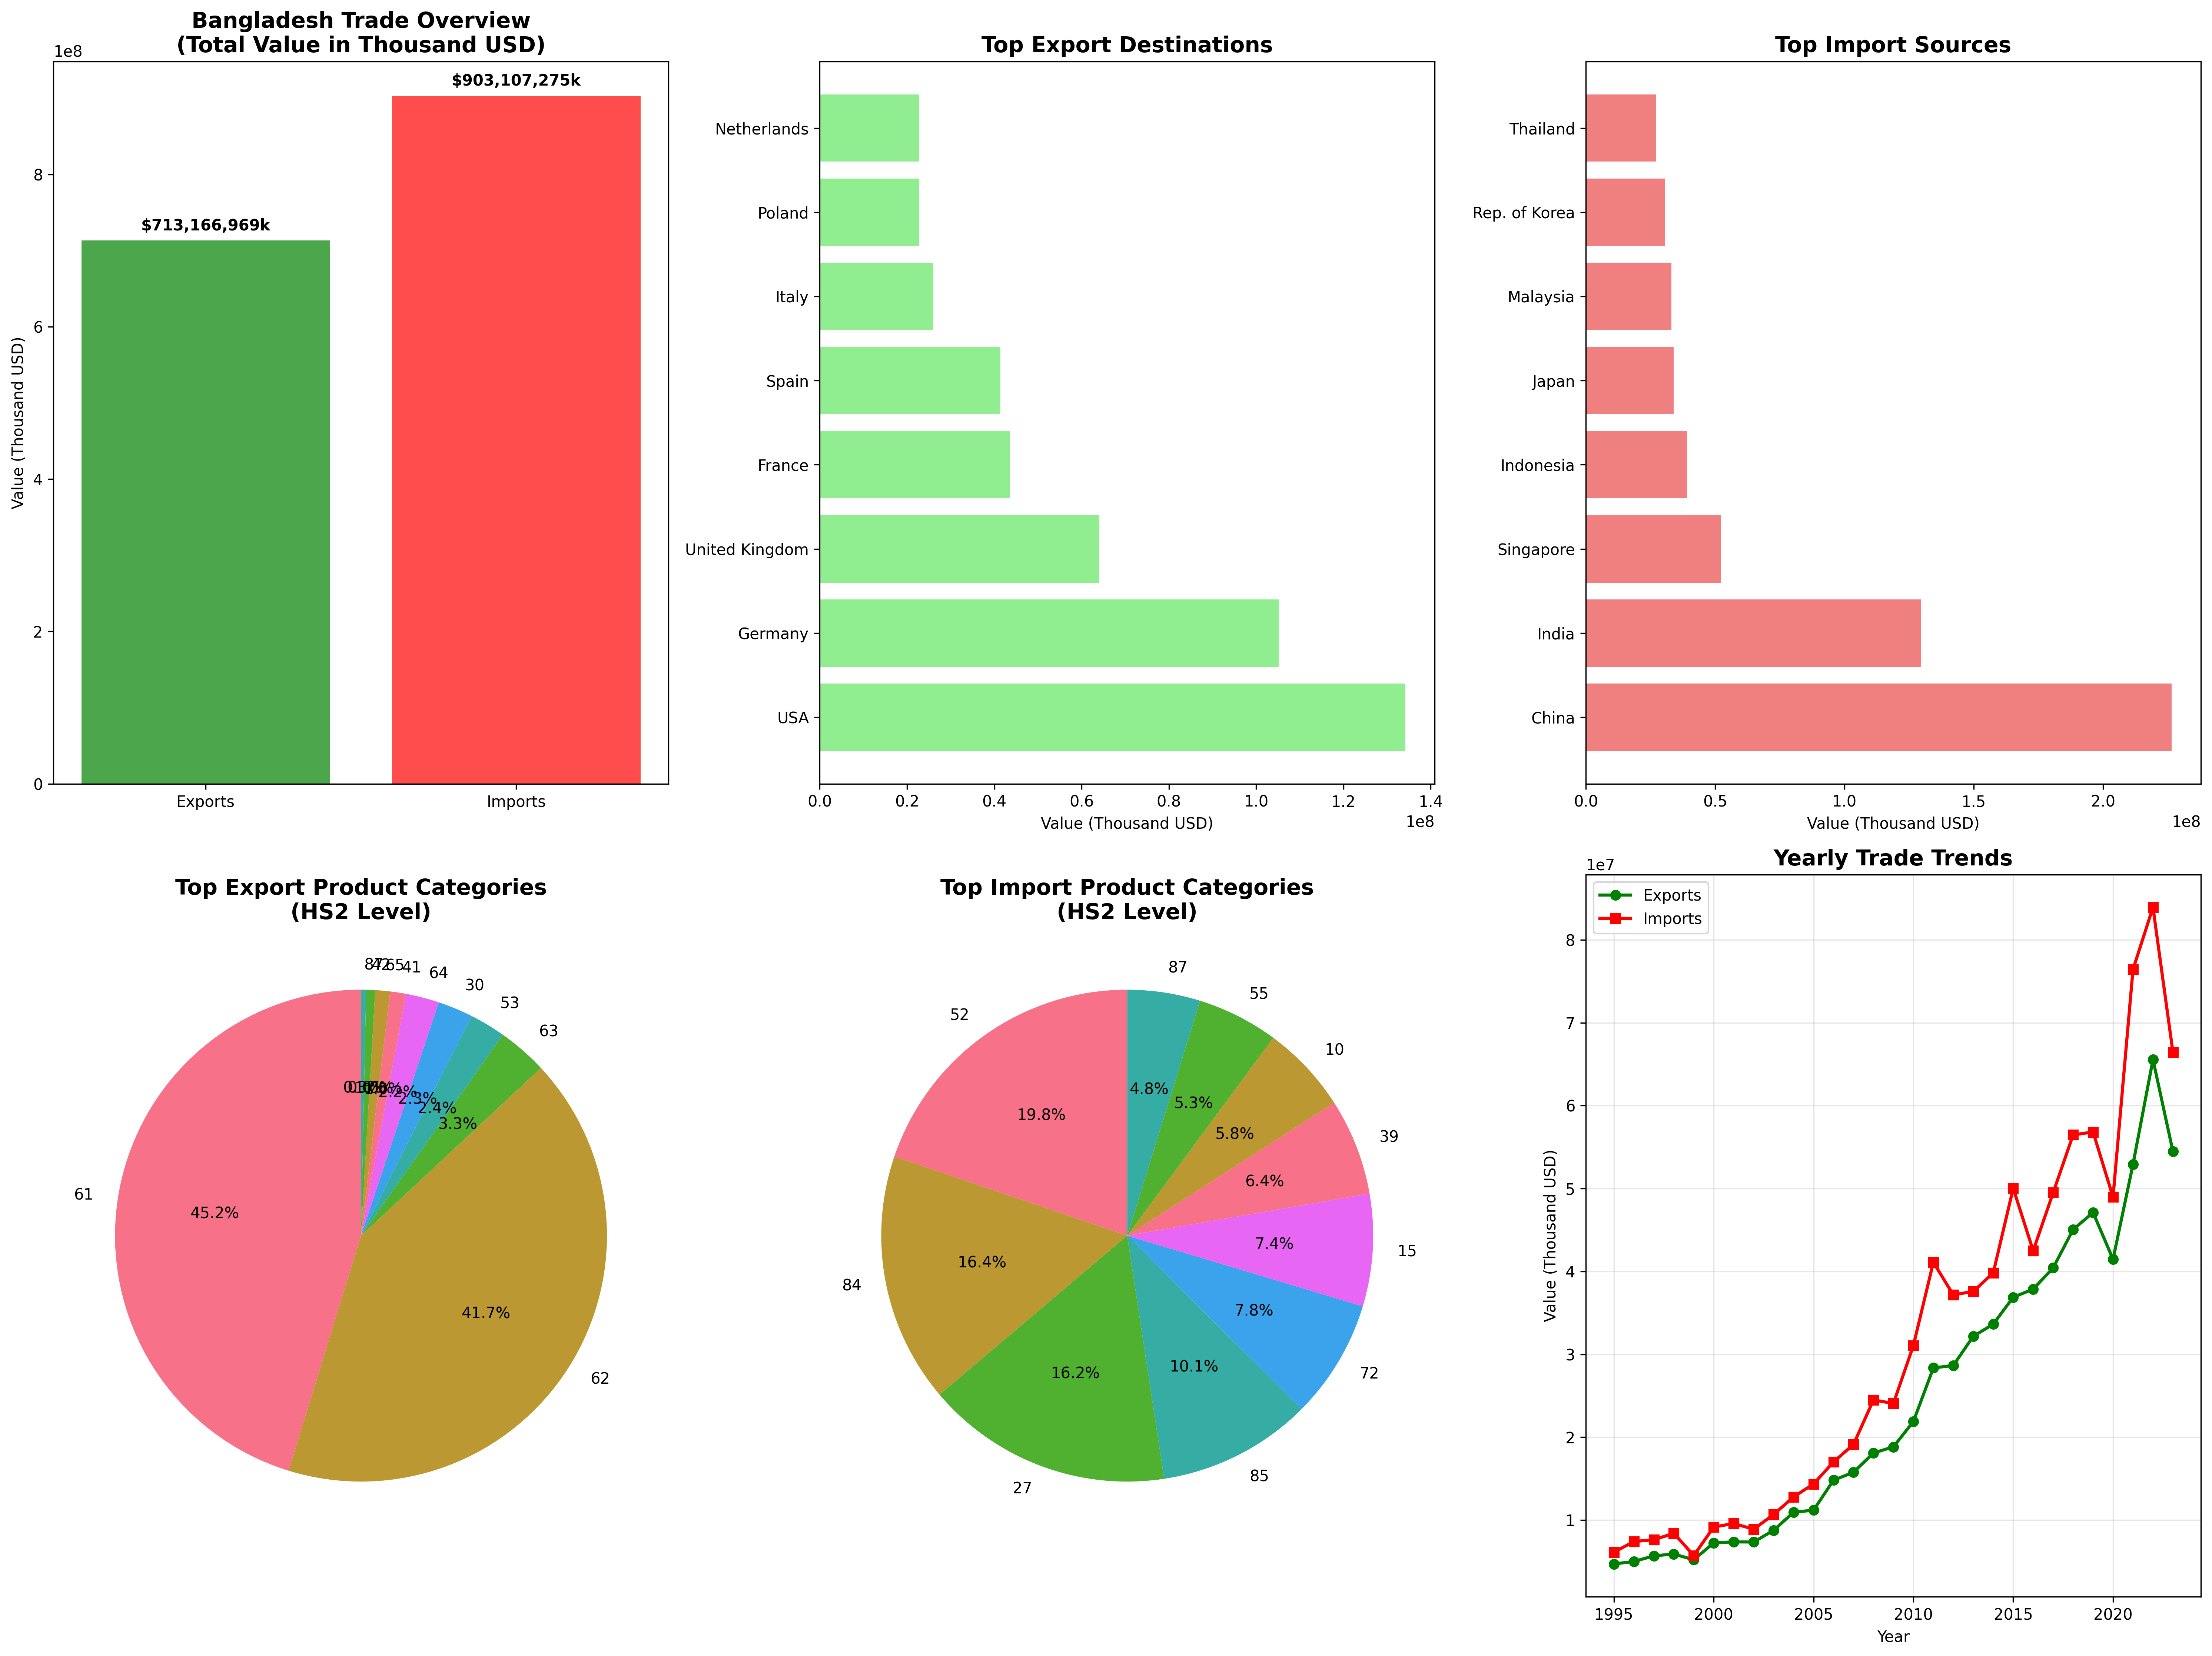 Bangladesh Trade Overview
(Total Value in Thousand USD)
1e8
$903,107,275k
$713,166,969k
8
6
4
2
0
Value (Thousand USD)
Exports
Imports
Top Export Destinations
Netherlands
Poland
Italy
Spain
France
United Kingdom
Germany
USA
0.0 0.2 0.4 0.6 0.8 1.0 1.2 1.4
Value (Thousand USD)
1e8
Top Import Sources
Thailand
Rep. of Korea
Malaysia
Japan
Indonesia
Singapore
India
China
0.0 0.5 1.0 1.5 2.0
Value (Thousand USD)
1e8
Top Export Product Categories
(HS2 Level)
87
42
65
41
64
30
53
63
62
61
2.2%
2.3%
2.4%
3.3%
41.7%
45.2%
Top Import Product Categories
(HS2 Level)
87
55
10
39
15
72
85
27
84
52
4.8%
5.3%
5.8%
6.4%
7.4%
7.8%
10.1%
16.2%
16.4%
19.8%
Yearly Trade Trends
1e7
Exports
Imports
8
7
6
5
4
3
2
1
Value (Thousand USD)
1995 2000 2005 2010 2015 2020
Year